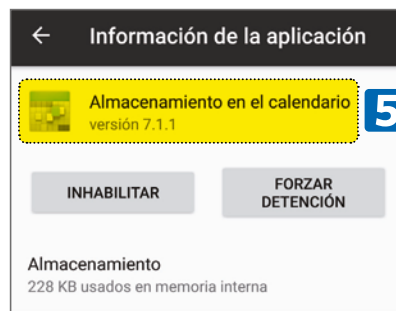 Información de la aplicación
Almacenamiento en el calendario
versión 7.1.1
5
INHABILITAR
FORZAR
DETENCIÓN
Almacenamiento
228 KB usados en memoria interna